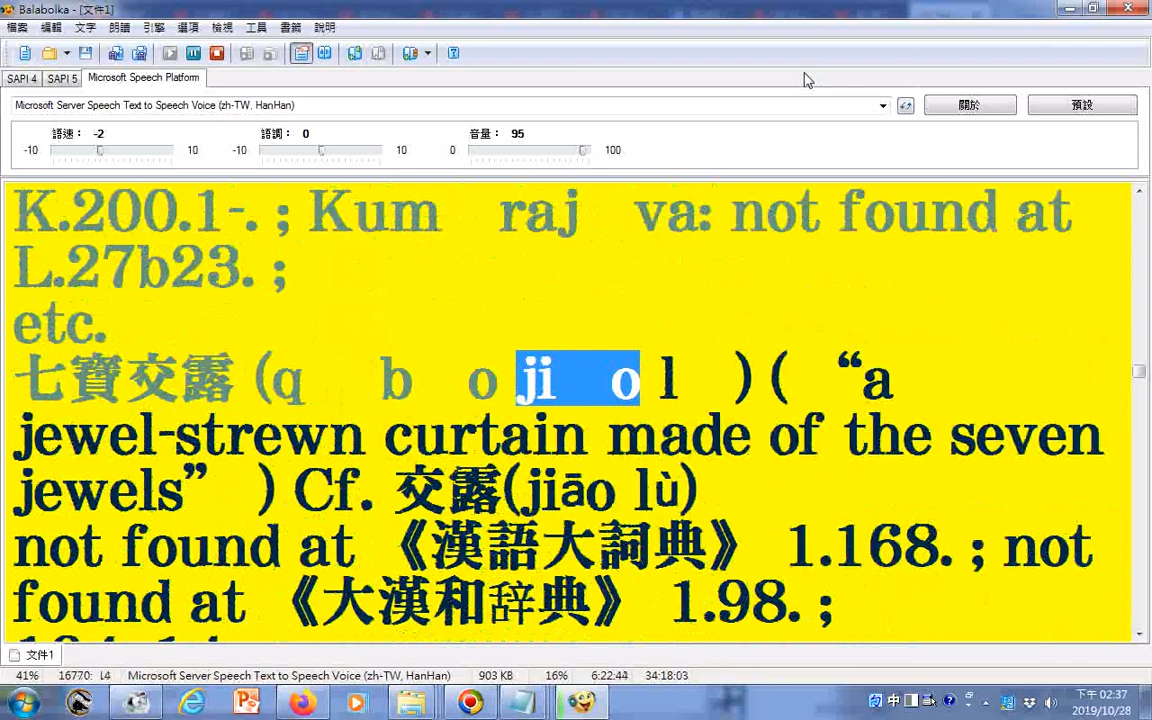 Balabolka - [文件1]
檔案 編輯 文字 朗讀 引擎 選項 檢視 工具 書籤 說明
SAPI 4 SAPI 5 Microsoft Speech Platform
Microsoft Server Speech Text to Speech Voice (zh-TW, HanHan) 關於 預設
語速： -2 語調： 0 音量： 95
-10 10 -10 10 0 100
K.200.1-. ; Kum raj va: not found at
L.27b23. ;
etc.
七寶交露 (q b o ji o l ) ( “a
jewel-strewn curtain made of the seven
jewels” ) Cf. 交露(jiāo lù)
not found at 《漢語大詞典》 1.168. ; not
found at 《大漢和辞典》 1.98. ;
文件1
41% 16770: 14 Microsoft Server Speech Text to Speech Voice (zh-TW, HanHan) 903 KB 16% 6:22:44 34:18:03
中 下午 02:37
2019/10/28